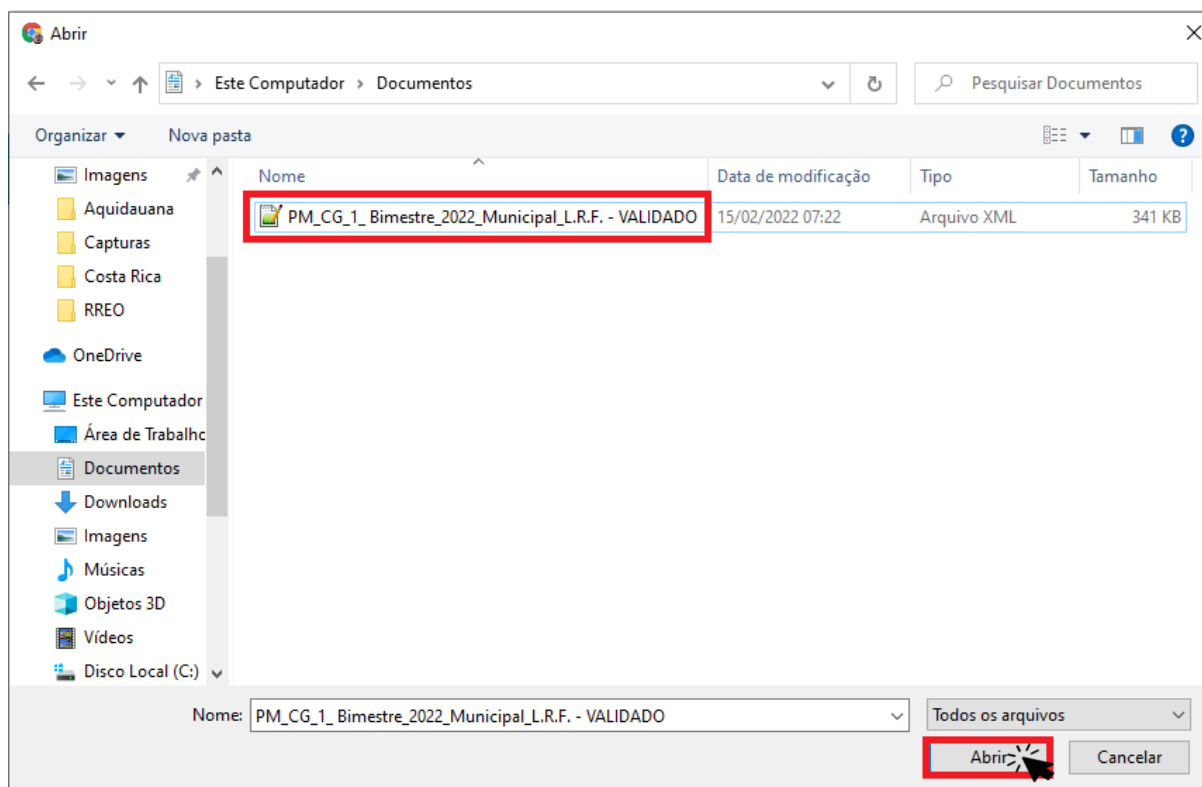 Abrir
Este Computador > Documentos
Pesquisar Documentos
Organizar Nova pasta
Nome Data de modificação Tipo Tamanho
PM_CG_1_ Bimestre_2022_Municipal_L.R.F. - VALIDADO 15/02/2022 07:22 Arquivo XML 341 KB
Imagens
Aquidauana
Capturas
Costa Rica
RREO
OneDrive
Este Computador
Área de Trabalhc
Documentos
Downloads
Imagens
Músicas
Objetos 3D
Vídeos
Disco Local (C:)
Nome: PM_CG_1_ Bimestre_2022_Municipal_L.R.F. - VALIDADO
Todos os arquivos
Abrir Cancelar